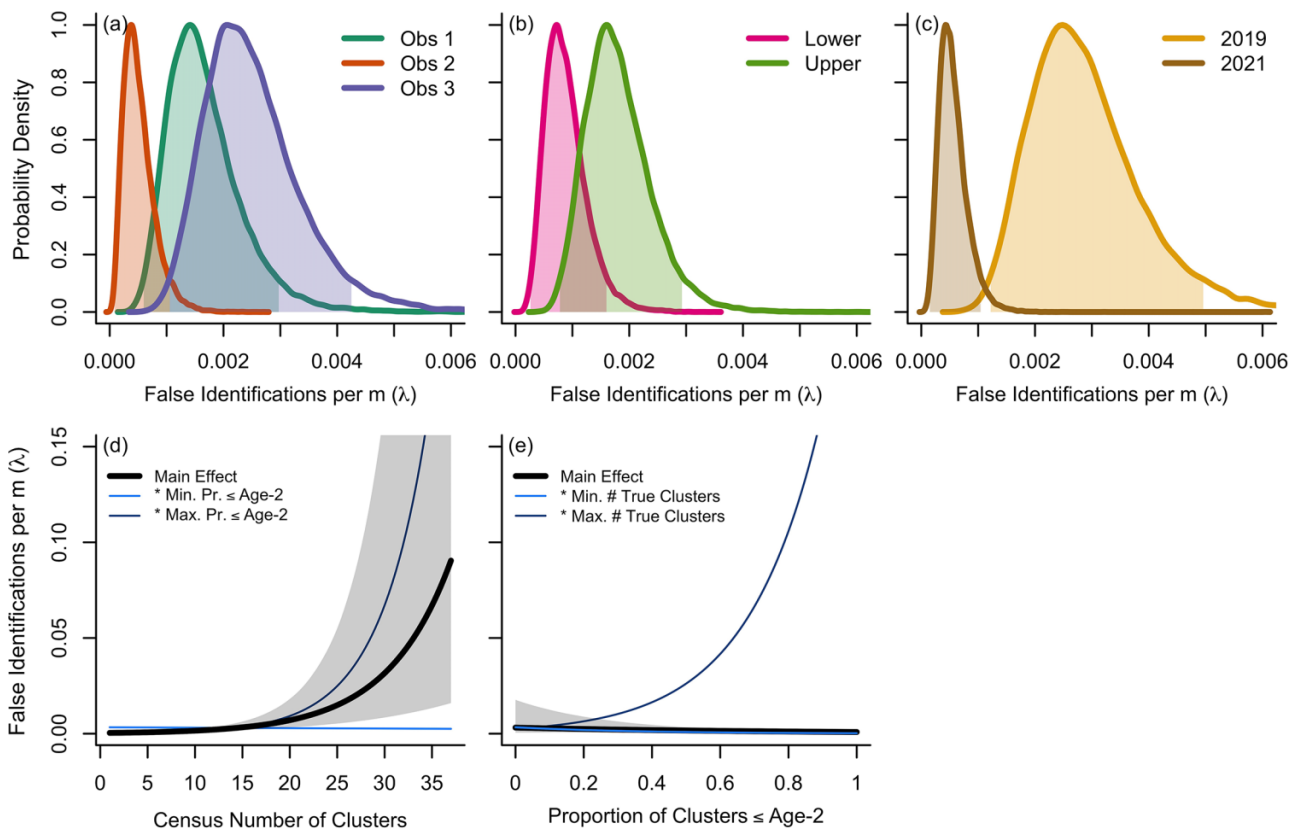 (a)
Obs 1
Obs 2
Obs 3
(b)
Lower
Upper
(c)
2019
2021
Probability Density
0.0
0.2
0.4
0.6
0.8
1.0
0.000 0.002 0.004 0.006
False Identifications per m (λ)
0.000 0.002 0.004 0.006
False Identifications per m (λ)
0.000 0.002 0.004 0.006
False Identifications per m (λ)
(d)
Main Effect
* Min. Pr. ≤ Age-2
* Max. Pr. ≤ Age-2
False Identifications per m (λ)
0.00
0.05
0.10
0.15
0 5 10 15 20 25 30 35
Census Number of Clusters
(e)
Main Effect
* Min. # True Clusters
* Max. # True Clusters
0 0.2 0.4 0.6 0.8 1
Proportion of Clusters ≤ Age-2